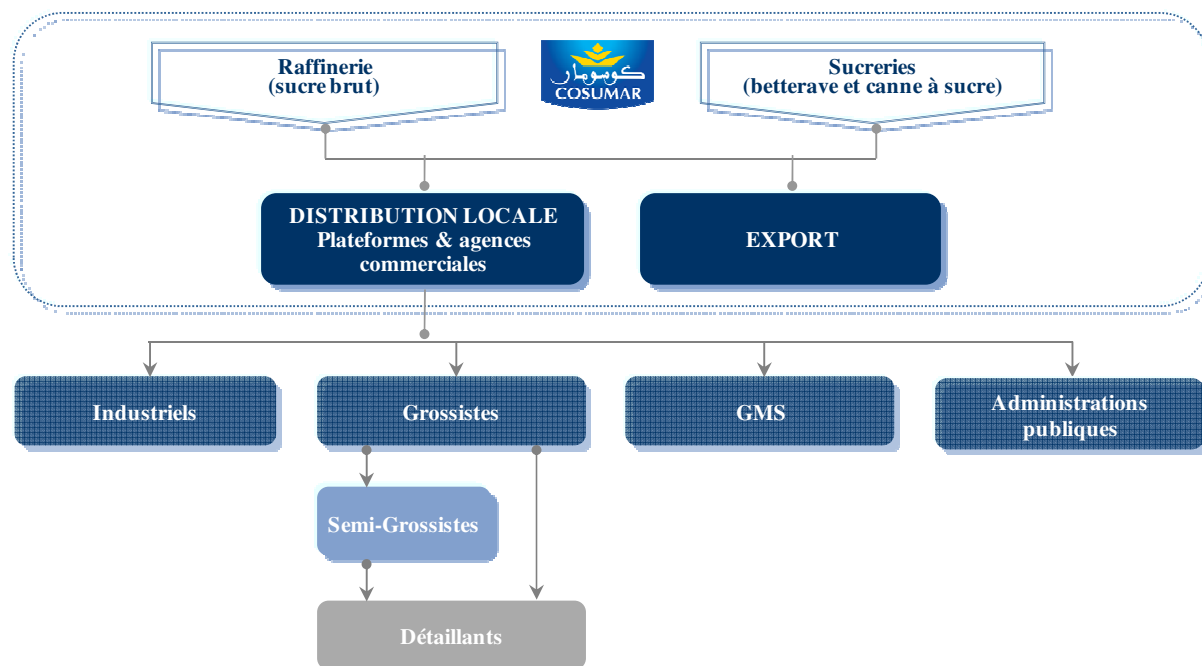 Raffinerie
(sucre brut)
كوسومار
COSUMAR
Sucreries
(betterave et canne à sucre)
DISTRIBUTION LOCALE
Plateformes & agences
commerciales
EXPORT
Industriels
Grossistes
GMS
Administrations
publiques
Semi-Grossistes
Détaillants